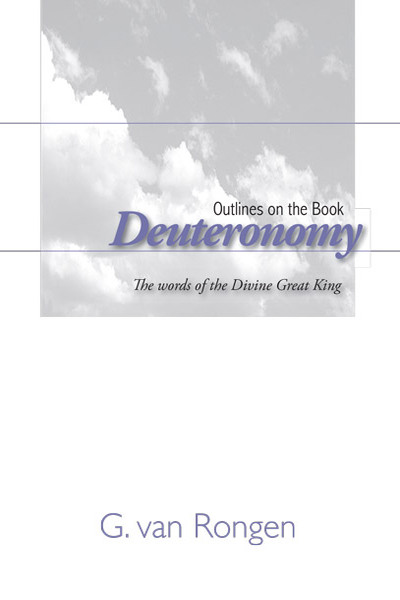 Outlines on the Book
Deuteronomy
The words of the Divine Great King
G. van Rongen